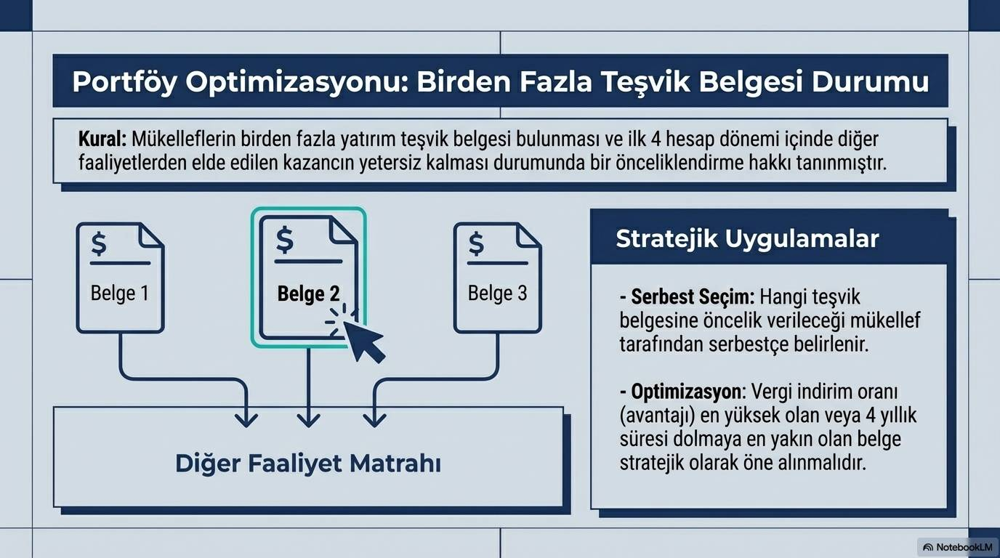 Portföy Optimizasyonu: Birden Fazla Teşvik Belgesi Durumu
Kural: Mükelleflerin birden fazla yatırım teşvik belgesi bulunması ve ilk 4 hesap dönemi içinde diğer
faaliyetlerden elde edilen kazancın yetersiz kalması durumunda bir önceliklendirme hakkı tanınmıştır.
$
Belge 1
$
Belge 2
$
Belge 3
Diğer Faaliyet Matrahı
Stratejik Uygulamalar
- Serbest Seçim: Hangi teşvik
belgesine öncelik verileceği mükellef
tarafından serbestçe belirlenir.
- Optimizasyon: Vergi indirim oranı
(avantajı) en yüksek olan veya 4 yıllık
süresi dolmaya en yakın olan belge
stratejik olarak öne alınmalıdır.
NotebookLM